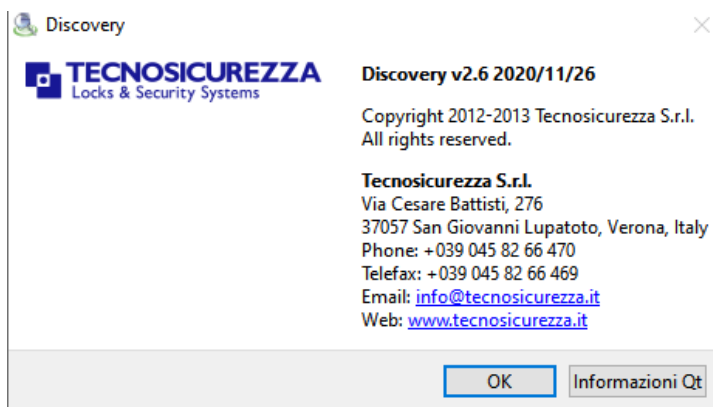 Discovery
TECNOSICUREZZA
Locks & Security Systems
Discovery v2.6 2020/11/26
Copyright 2012-2013 Tecnosicurezza S.r.l.
All rights reserved.
Tecnosicurezza S.r.l.
Via Cesare Battisti, 276
37057 San Giovanni Lupatoto, Verona, Italy
Phone: +039 045 82 66 470
Telefax: +039 045 82 66 469
Email: info@tecnosicurezza.it
Web: www.tecnosicurezza.it
OK
Informazioni Qt